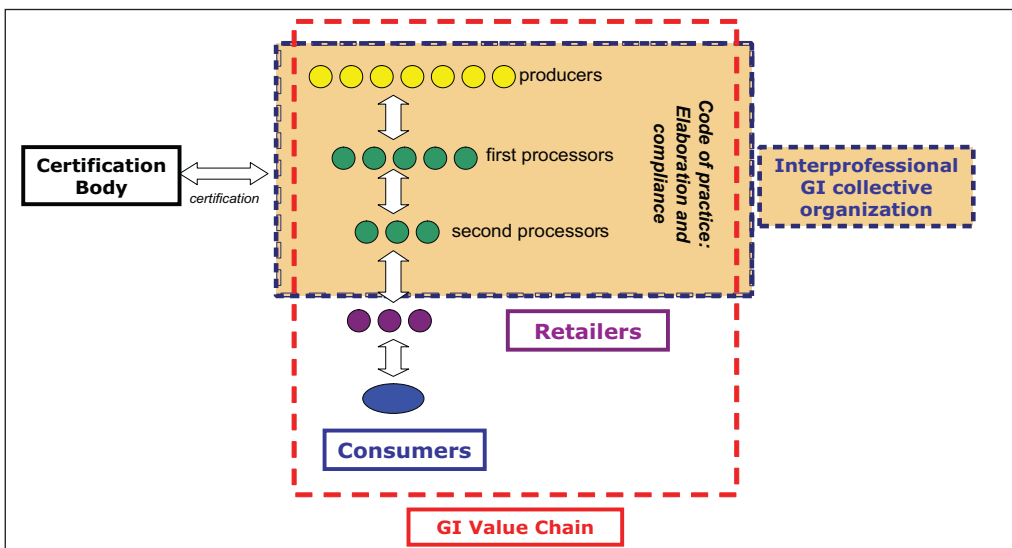 producers
first processors
second processors
Code of practice:
Elaboration and
compliance
Certification
Body
certification
Interprofessional
GI collective
organization
Retailers
Consumers
GI Value Chain